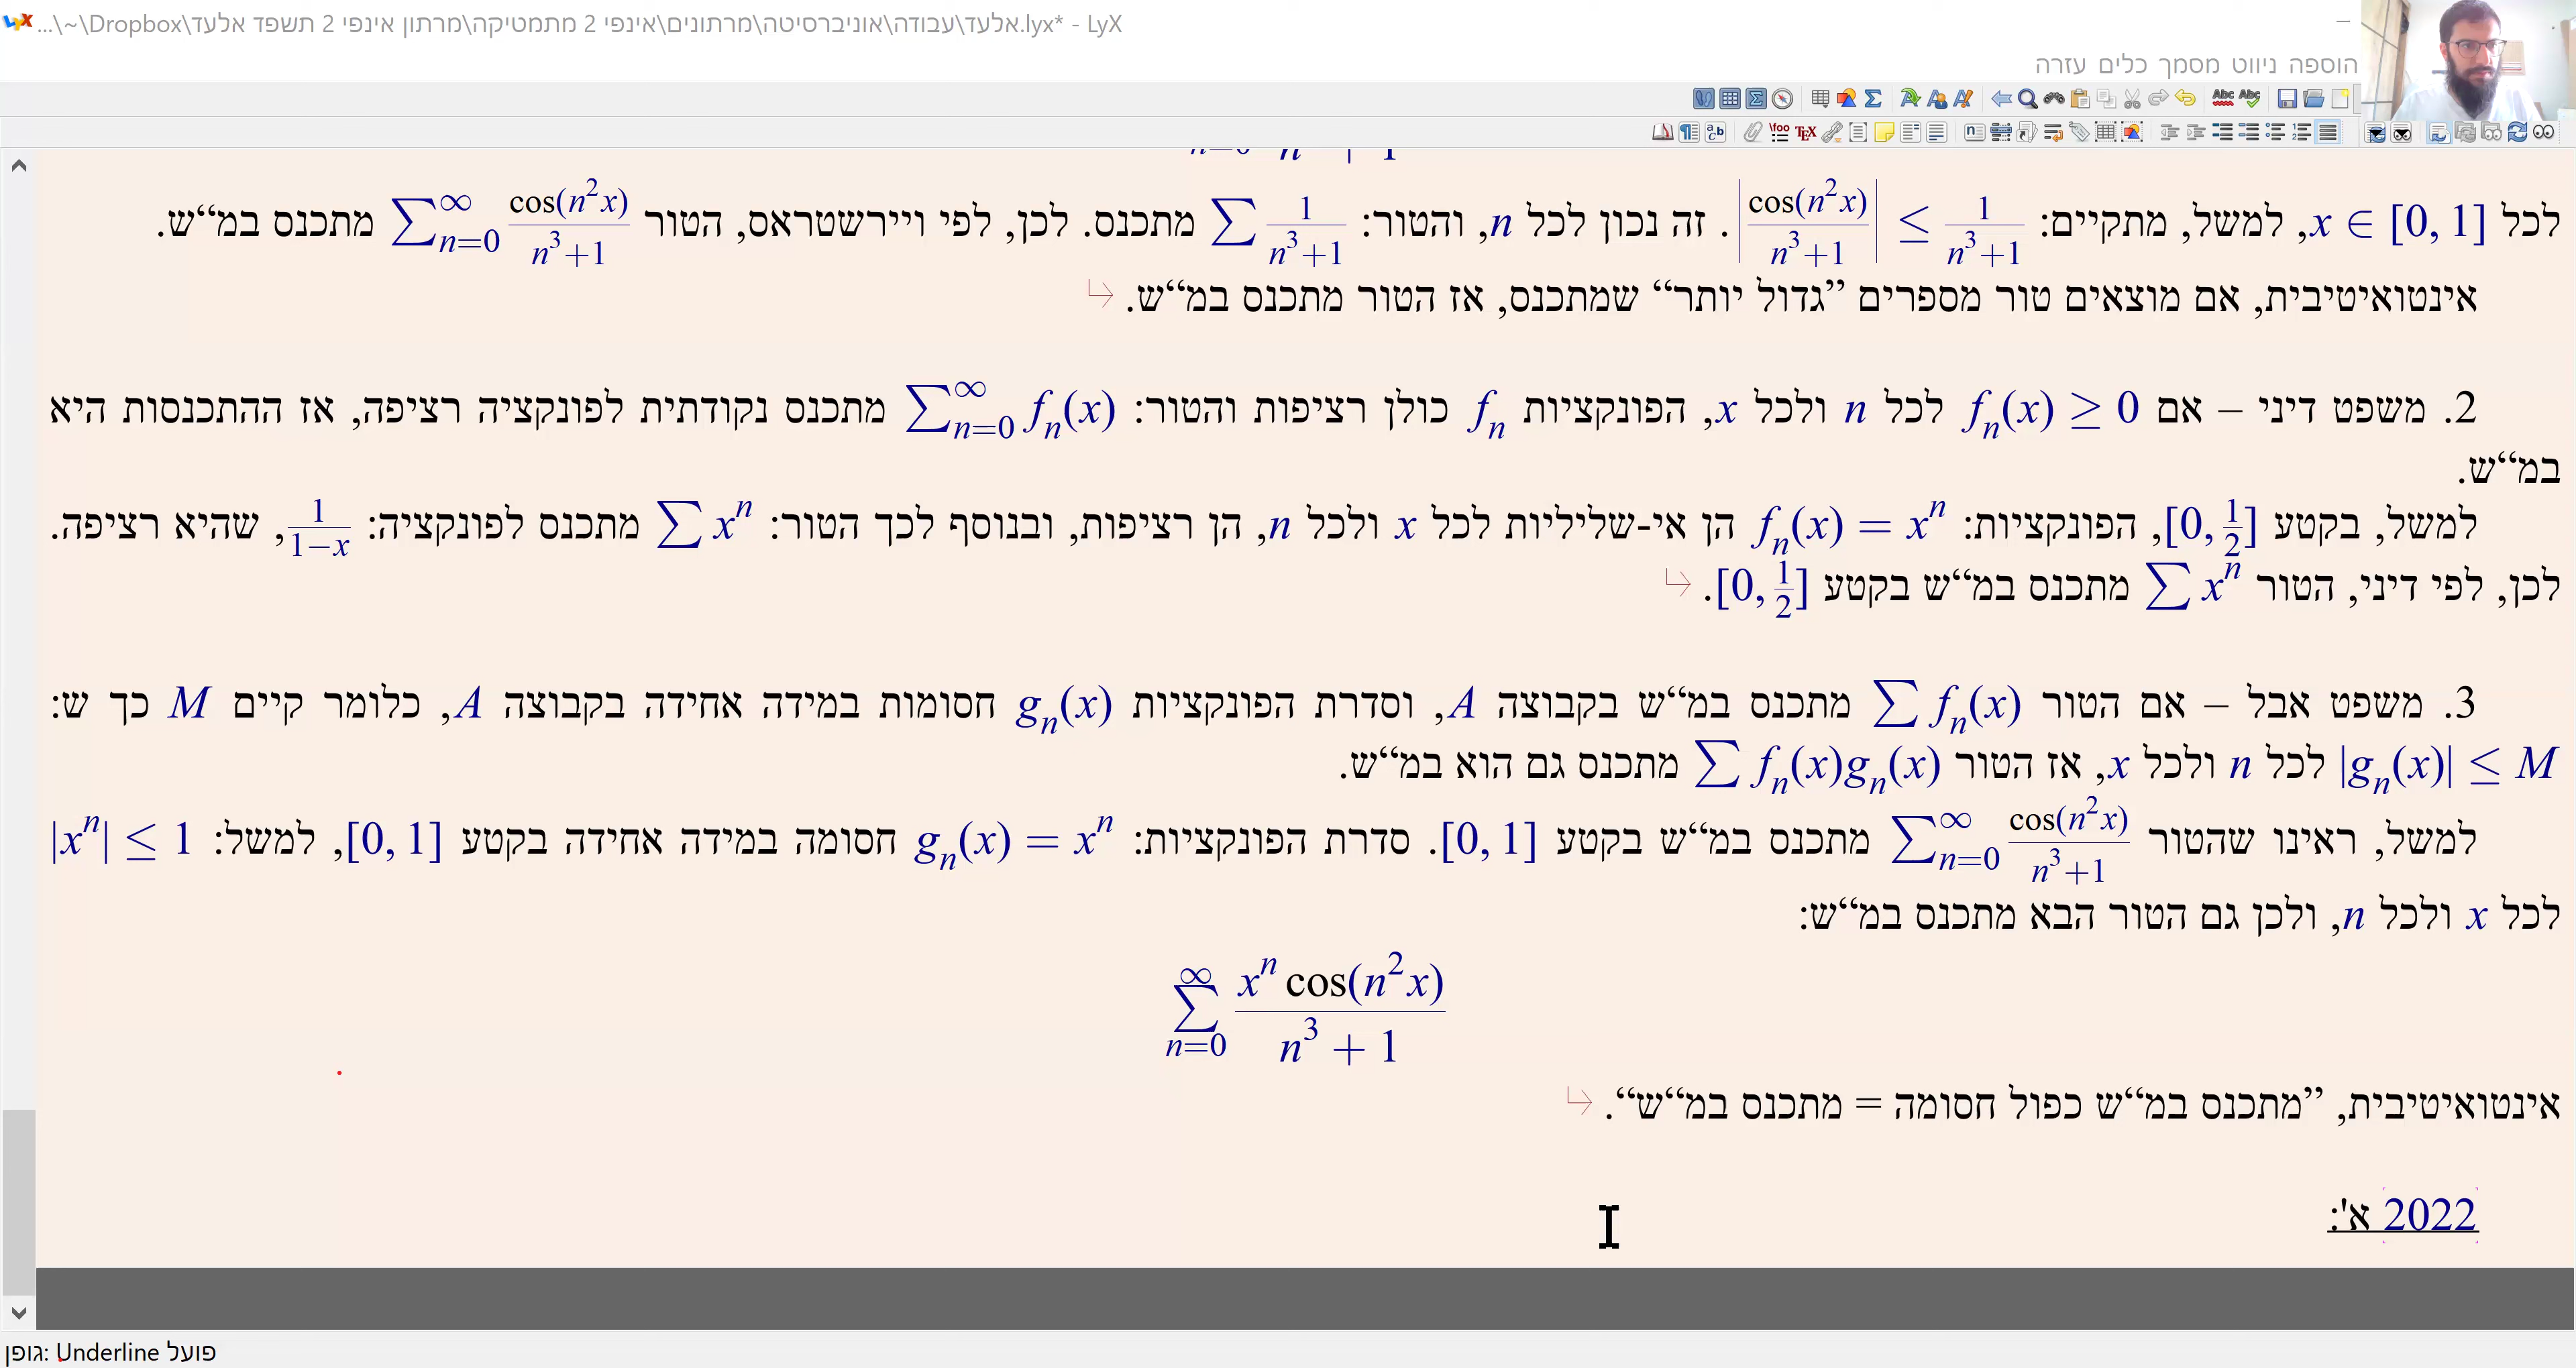 ...\~\Dropbox\אלעד\עבודה\אוניברסיטה\מרתונים\אינפי 2 מתמטיקה\מרתון אינפי 2 תשפד אלעד.lyx* - LyX
הוספה ניווט מסמך כלים עזרה
לכל x ∈ [0, 1], למשל, מתקיים: |cos(n²x)/(n³+1)| ≤ 1/(n³+1). זה נכון לכל n, והטור: ∑ 1/(n³+1) מתכנס. לכן, לפי ויירשטראס, הטור ∑_{n=0}^{∞} cos(n²x)/(n³+1) מתכנס במ“ש.
אינטואיטיבית, אם מוצאים טור מספרים ”גדול יותר“ שמתכנס, אז הטור מתכנס במ“ש.
2. משפט דיני – אם f_n(x) ≥ 0 לכל n ולכל x, הפונקציות f_n כולן רציפות והטור: ∑_{n=0}^{∞} f_n(x) מתכנס נקודתית לפונקציה רציפה, אז ההתכנסות היא
במ“ש.
למשל, בקטע [0, 1/2], הפונקציות: f_n(x) = x^n הן אי-שליליות לכל x ולכל n, הן רציפות, ובנוסף לכך הטור: ∑ x^n מתכנס לפונקציה: 1/(1−x), שהיא רציפה.
לכן, לפי דיני, הטור ∑ x^n מתכנס במ“ש בקטע [0, 1/2].
3. משפט אבל – אם הטור ∑ f_n(x) מתכנס במ“ש בקבוצה A, וסדרת הפונקציות g_n(x) חסומות במידה אחידה בקבוצה A, כלומר קיים M כך ש:
|g_n(x)| ≤ M לכל n ולכל x, אז הטור ∑ f_n(x)g_n(x) מתכנס גם הוא במ“ש.
למשל, ראינו שהטור ∑_{n=0}^{∞} cos(n²x)/(n³+1) מתכנס במ“ש בקטע [0, 1]. סדרת הפונקציות: g_n(x) = x^n חסומה במידה אחידה בקטע [0, 1], למשל: |x^n| ≤ 1
לכל x ולכל n, ולכן גם הטור הבא מתכנס במ“ש:
∑_{n=0}^{∞} x^n cos(n²x)/(n³ + 1)
אינטואיטיבית, ”מתכנס במ“ש כפול חסומה = מתכנס במ“ש“.
2022 א':
גופן: Underline פועל